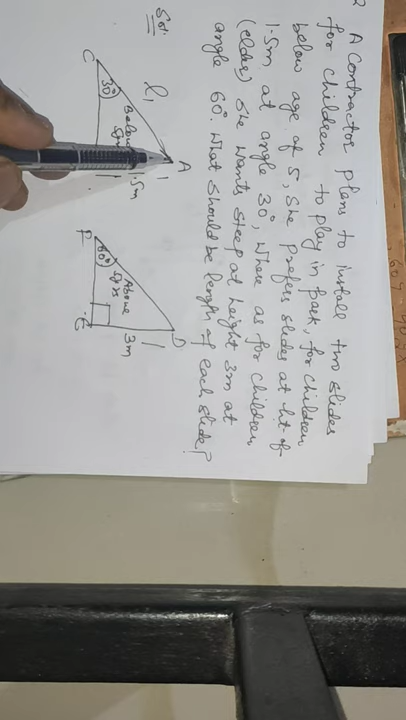 2 A Contractor plans to install two slides
for children to play in park, for children
below age of 5, she prefers slides at ht of
1.5m at angle 30°, where as for children
(elder) she wants steep at height 3m at
angle 60°. What should be length of each slide?
Sol:
l1
A
C
30°
Below
5yrs
5m
D
60°
Above
5yrs
3m
E